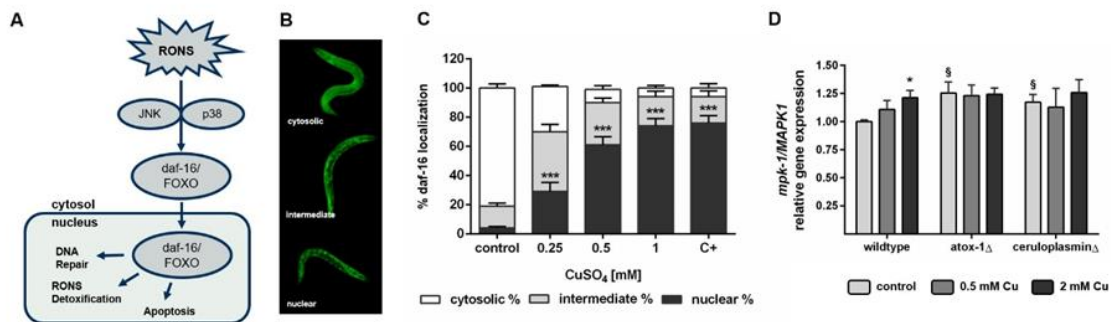 A
RONS
JNK
p38
daf-16/
FOXO
cytosol
nucleus
daf-16/
FOXO
DNA
Repair
RONS
Detoxification
Apoptosis
B
cytosolic
intermediate
nuclear
C
% daf-16 localization
100
80
60
40
20
0
***
***
***
***
control
0.25
0.5
1
C+
CuSO4 [mM]
cytosolic %
intermediate %
nuclear %
D
mpk-1/MAPK1
relative gene expression
1.50
1.25
1.00
0.75
0.50
0.25
*
§
§
wildtype
atox-1Δ
ceruloplasminΔ
control
0.5 mM Cu
2 mM Cu